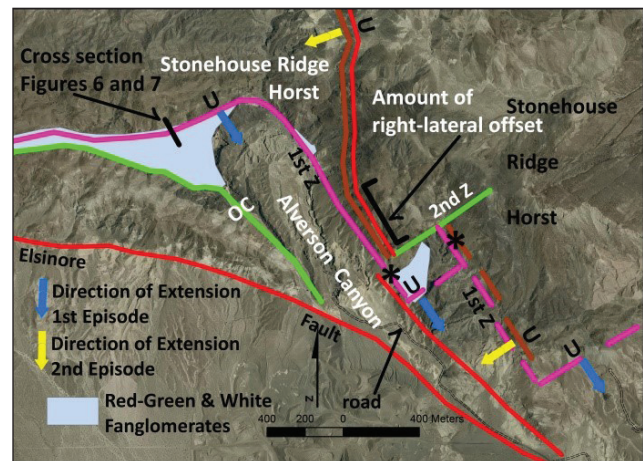 Cross section
Figures 6 and 7
Stonehouse Ridge
Horst
U
U
Amount of
right-lateral offset
Stonehouse
Ridge
Horst
1st Z
2nd Z
OC
Alverson Canyon
*
*
U
U
U
1st Z
Elsinore
Fault
Direction of Extension
1st Episode
Direction of Extension
2nd Episode
Red-Green & White
Fanglomerates
road
z
400 200 0 400 Meters